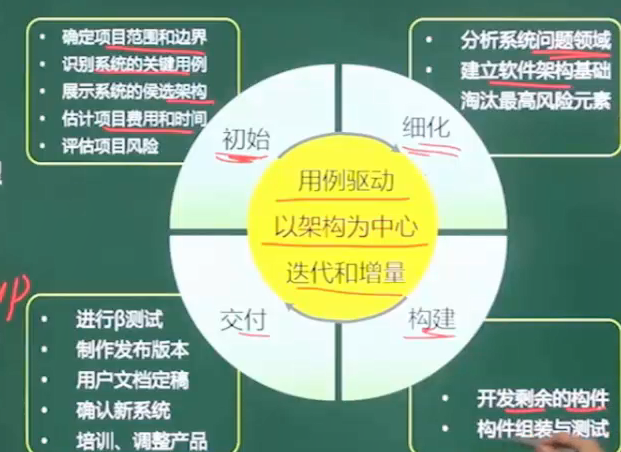 确定项目范围和边界
识别系统的关键用例
展示系统的候选架构
估计项目费用和时间
评估项目风险
分析系统问题领域
建立软件架构基础
淘汰最高风险元素
初始
细化
用例驱动
以架构为中心
迭代和增量
交付
构建
进行β测试
制作发布版本
用户文档定稿
确认新系统
培训、调整产品
开发剩余的构件
构件组装与测试